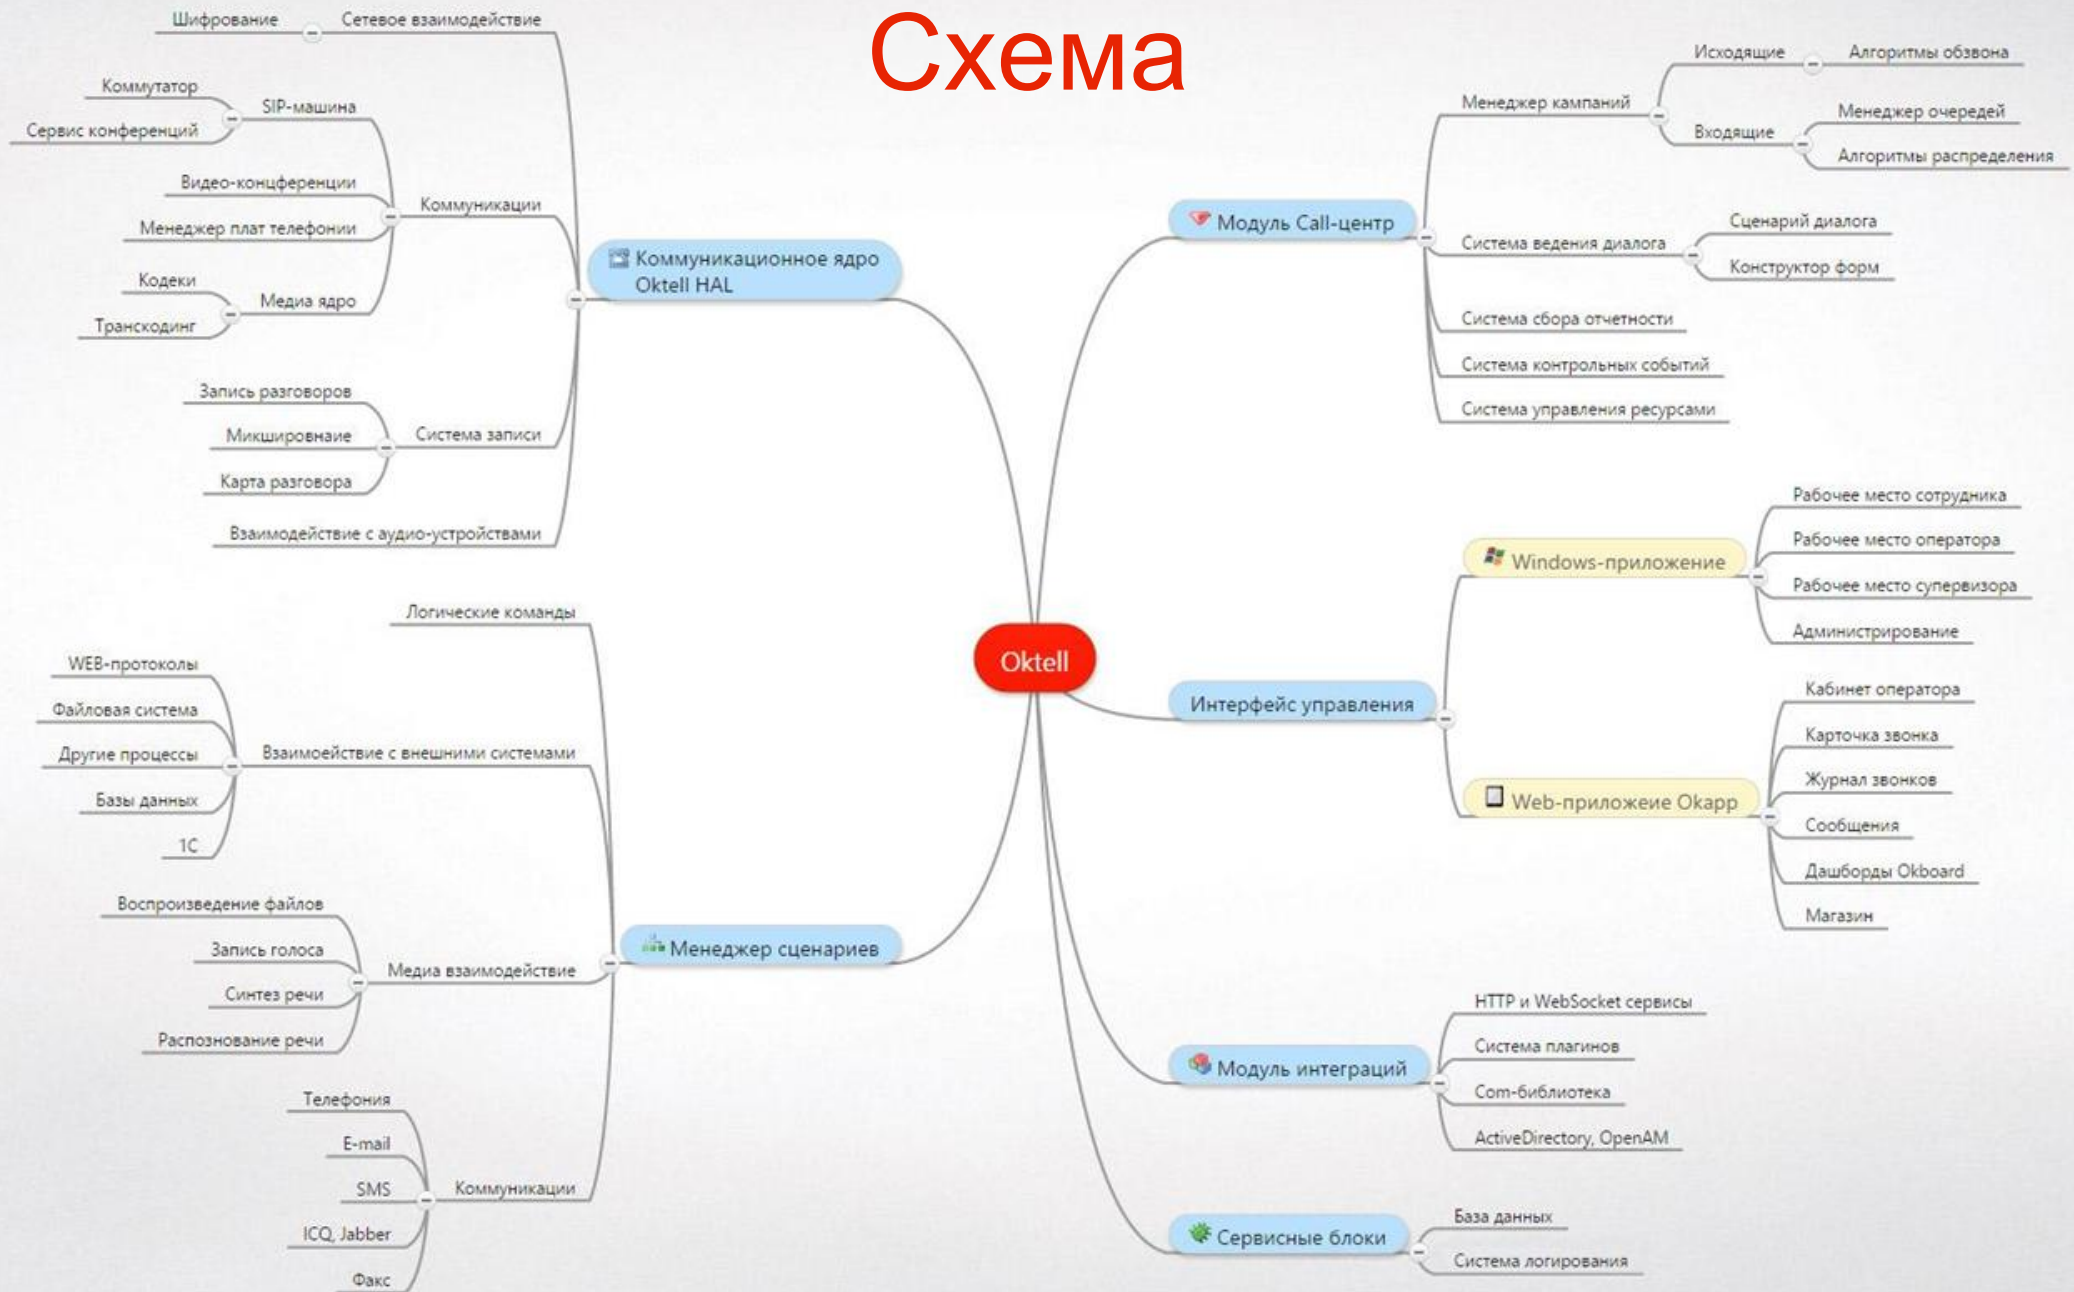 Схема
Шифрование
Сетевое взаимодействие
Коммутатор
SIP-машина
Сервис конференций
Видео-концференции
Коммуникации
Менеджер плат телефонии
Кодеки
Медиа ядро
Транскодинг
Запись разговоров
Микшировнаие
Система записи
Карта разговора
Взаимодействие с аудио-устройствами
Коммуникационное ядро
Oktell HAL
Логические команды
WEB-протоколы
Файловая система
Другие процессы
Взаимоействие с внешними системами
Базы данных
1C
Воспроизведение файлов
Запись голоса
Медиа взаимодействие
Синтез речи
Распознование речи
Менеджер сценариев
Телефония
E-mail
SMS
Коммуникации
ICQ, Jabber
Факс
Oktell
Исходящие
Алгоритмы обзвона
Менеджер кампаний
Менеджер очередей
Входящие
Алгоритмы распределения
Модуль Call-центр
Сценарий диалога
Система ведения диалога
Конструктор форм
Система сбора отчетности
Система контрольных событий
Система управления ресурсами
Рабочее место сотрудника
Рабочее место оператора
Windows-приложение
Рабочее место супервизора
Администрирование
Интерфейс управления
Кабинет оператора
Карточка звонка
Журнал звонков
Web-приложеие Okapp
Сообщения
Дашборды Okboard
Магазин
HTTP и WebSocket сервисы
Система плагинов
Модуль интеграций
Com-библиотека
ActiveDirectory, OpenAM
База данных
Сервисные блоки
Система логирования